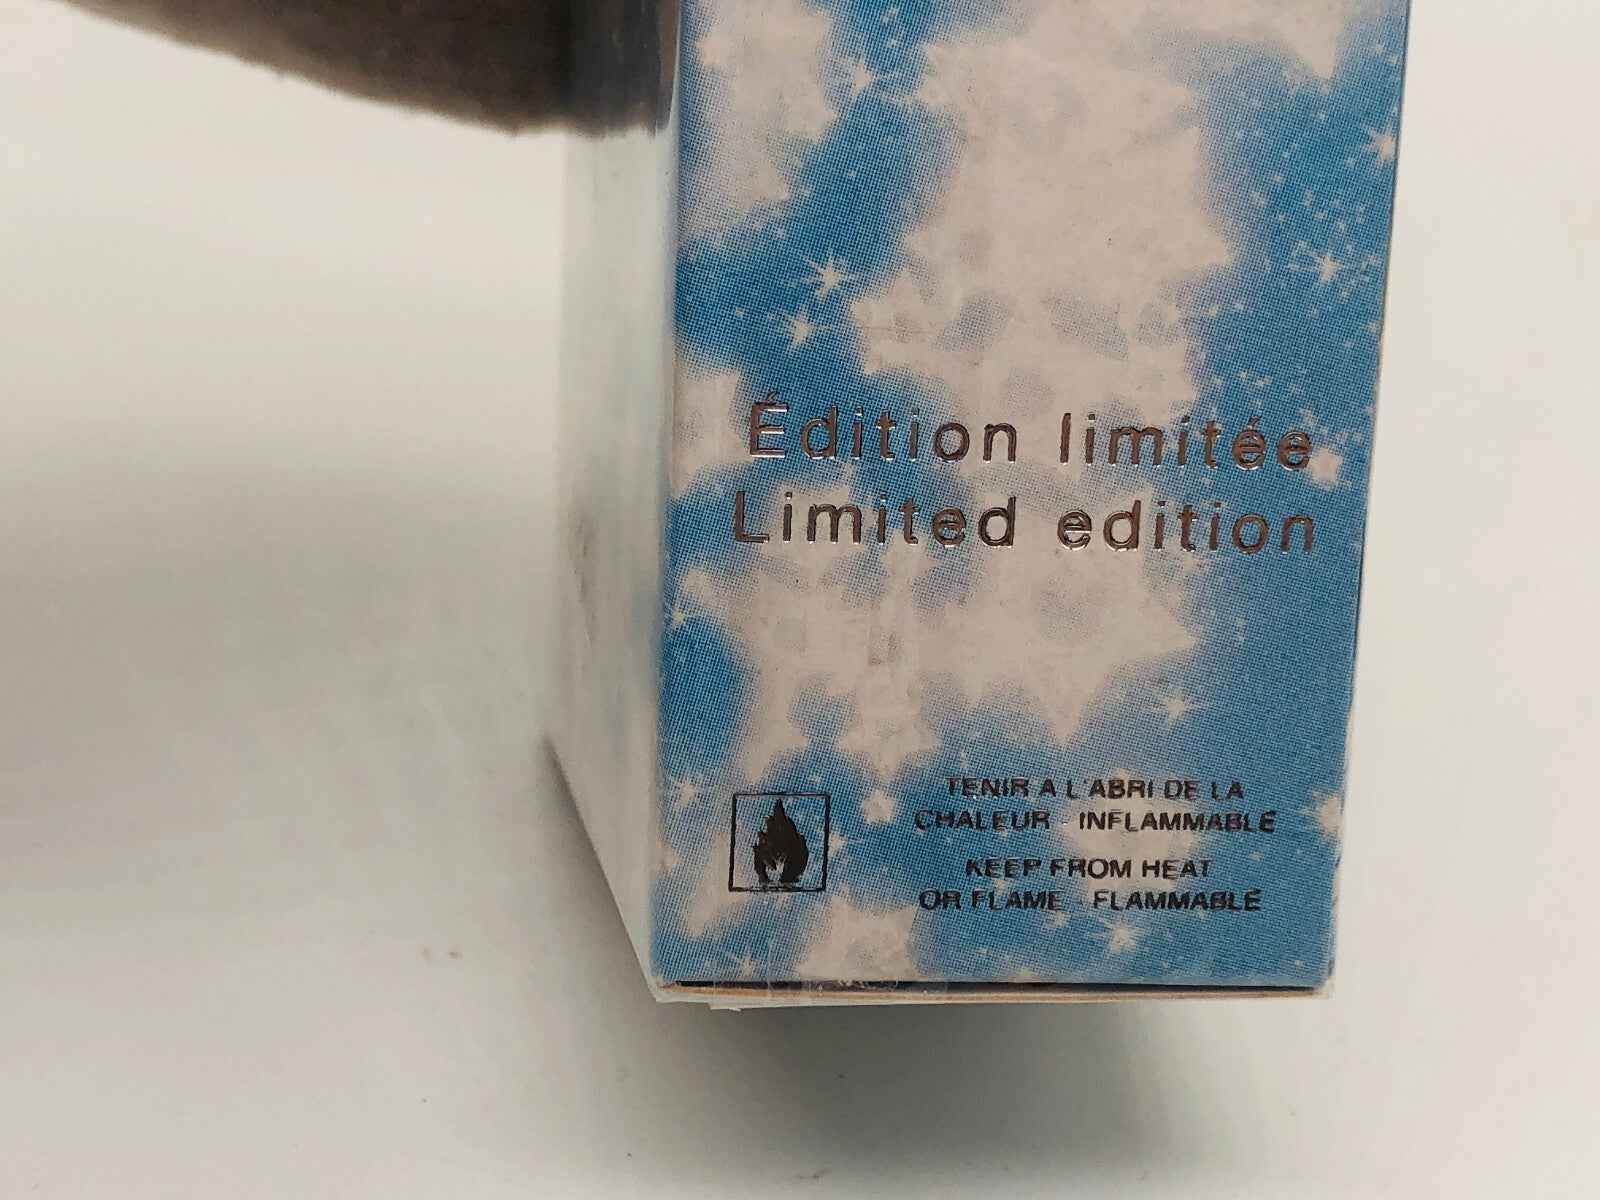 Édition limitée
Limited edition
TENIR A L'ABRI DE LA
CHALEUR - INFLAMMABLE
KEEP FROM HEAT
OR FLAME - FLAMMABLE